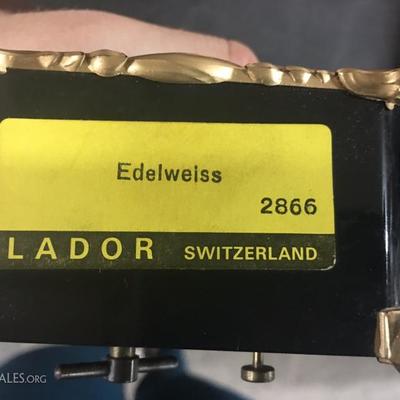 Edelweiss
2866
LADOR SWITZERLAND
ALES.ORG